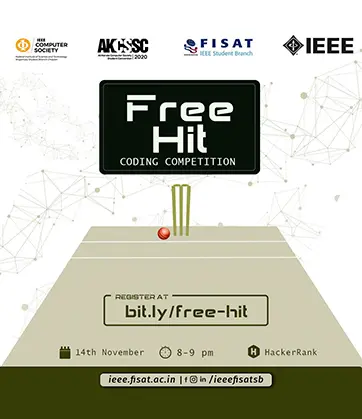 IEEE
COMPUTER
SOCIETY
AKCSSC
2020
FISAT
IEEE Student Branch
IEEE
Free
Hit
CODING COMPETITION
REGISTER AT
bit.ly/free-hit
14th November
8-9 pm
HackerRank
ieee.fisat.ac.in | /ieeefisatsb